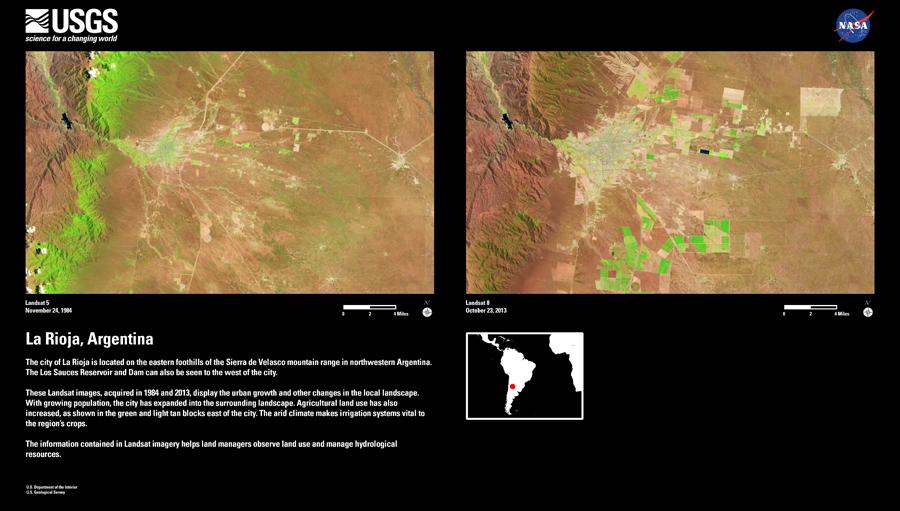 USGS
science for a changing world
NASA
Landsat 5
November 24, 1984
0 2 4 Miles
N
Landsat 8
October 23, 2013
0 2 4 Miles
N
La Rioja, Argentina
The city of La Rioja is located on the eastern foothills of the Sierra de Velasco mountain range in northwestern Argentina.
The Los Sauces Reservoir and Dam can also be seen to the west of the city.
These Landsat images, acquired in 1984 and 2013, display the urban growth and other changes in the local landscape.
With growing population, the city has expanded into the surrounding landscape. Agricultural land use has also
increased, as shown in the green and light tan blocks east of the city. The arid climate makes irrigation systems vital to
the region's crops.
The information contained in Landsat imagery helps land managers observe land use and manage hydrological
resources.
U.S. Department of the Interior
U.S. Geological Survey